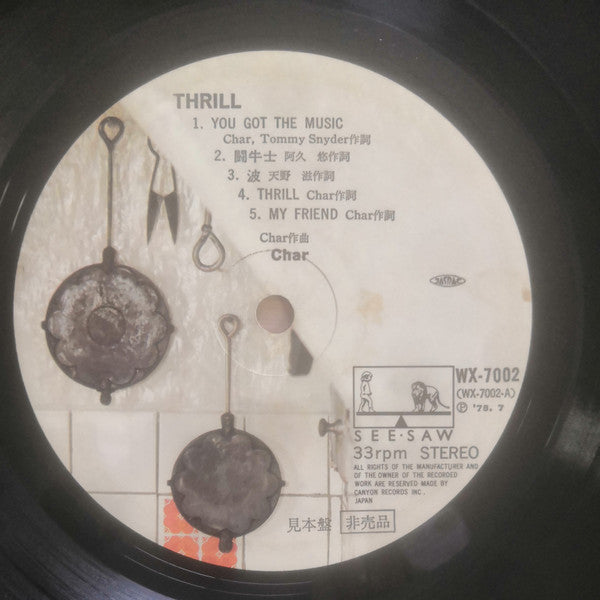 THRILL
1. YOU GOT THE MUSIC
Char, Tommy Snyder作詞
2. 闘牛士 阿久 悠作詞
3. 波 天野 滋作詞
4. THRILL Char作詞
5. MY FRIEND Char作詞
Char作曲
Char
JASRAC
WX-7002
(WX-7002-A)
Ⓟ '78. 7
SEE·SAW
33rpm STEREO
ALL RIGHTS OF THE MANUFACTURER AND
OF THE OWNER OF THE RECORDED
WORK ARE RESERVED MADE BY
CANYON RECORDS INC.
JAPAN
見本盤 非売品